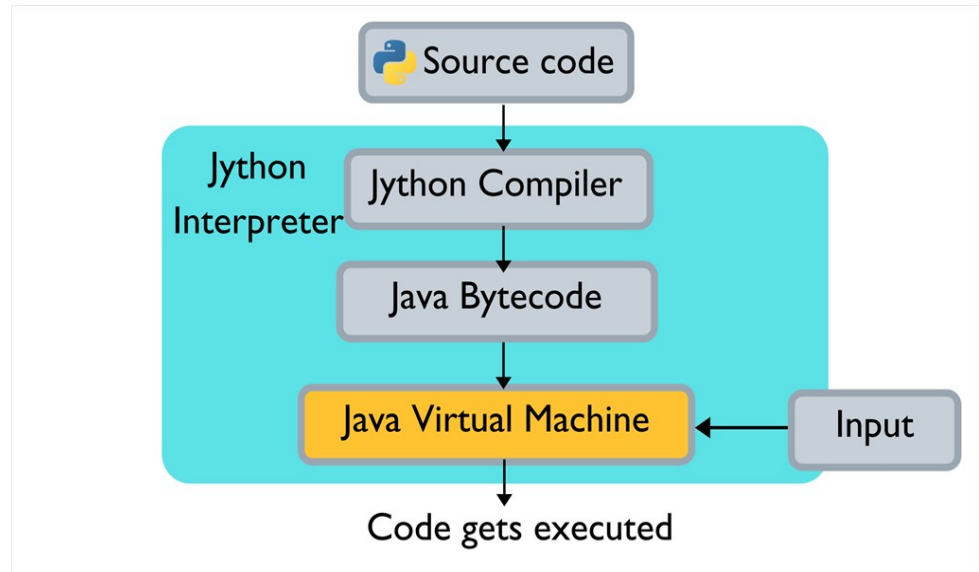 Source code
Jython
Interpreter
Jython Compiler
Java Bytecode
Java Virtual Machine
Input
Code gets executed